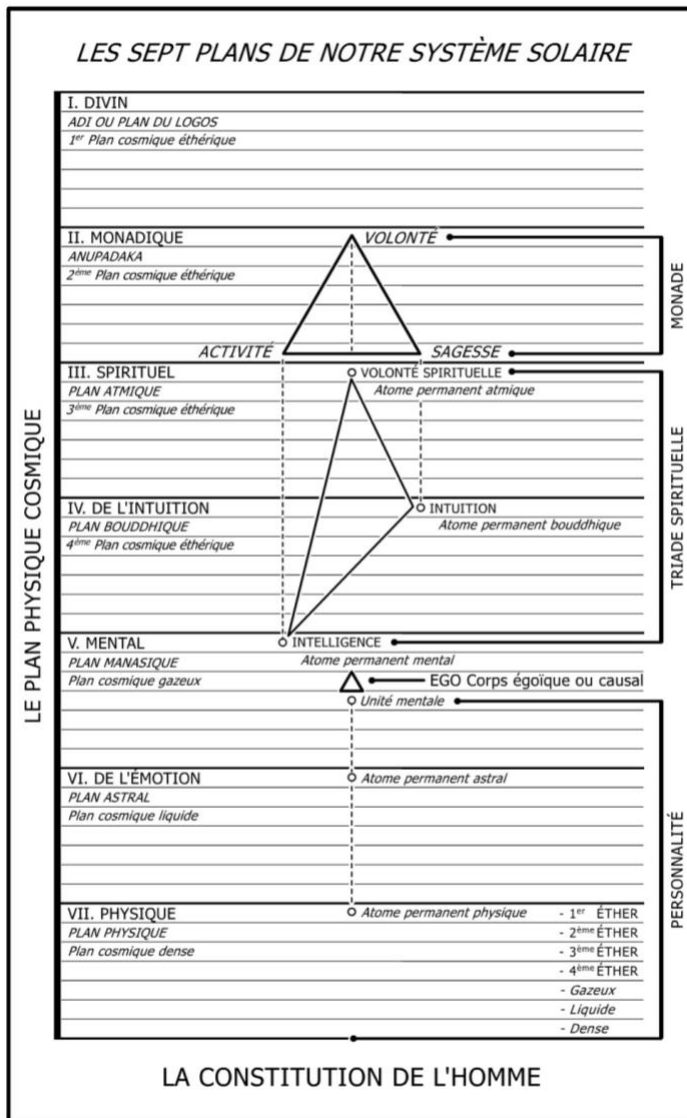 LES SEPT PLANS DE NOTRE SYSTÈME SOLAIRE
I. DIVIN
ADI OU PLAN DU LOGOS
1er Plan cosmique éthérique
II. MONADIQUE
VOLONTÉ
ANUPADAKA
2ème Plan cosmique éthérique
ACTIVITÉ
SAGESSE
MONADE
III. SPIRITUEL
VOLONTÉ SPIRITUELLE
PLAN ATMIQUE
Atome permanent atmique
3ème Plan cosmique éthérique
IV. DE L'INTUITION
INTUITION
PLAN BOUDDHIQUE
Atome permanent bouddhique
4ème Plan cosmique éthérique
TRIADE SPIRITUELLE
LE PLAN PHYSIQUE COSMIQUE
V. MENTAL
INTELLIGENCE
PLAN MANASIQUE
Atome permanent mental
Plan cosmique gazeux
EGO Corps égoïque ou causal
Unité mentale
VI. DE L'ÉMOTION
Atome permanent astral
PLAN ASTRAL
Plan cosmique liquide
PERSONNALITÉ
VII. PHYSIQUE
Atome permanent physique
- 1er ÉTHER
PLAN PHYSIQUE
- 2ème ÉTHER
Plan cosmique dense
- 3ème ÉTHER
- 4ème ÉTHER
- Gazeux
- Liquide
- Dense
LA CONSTITUTION DE L'HOMME